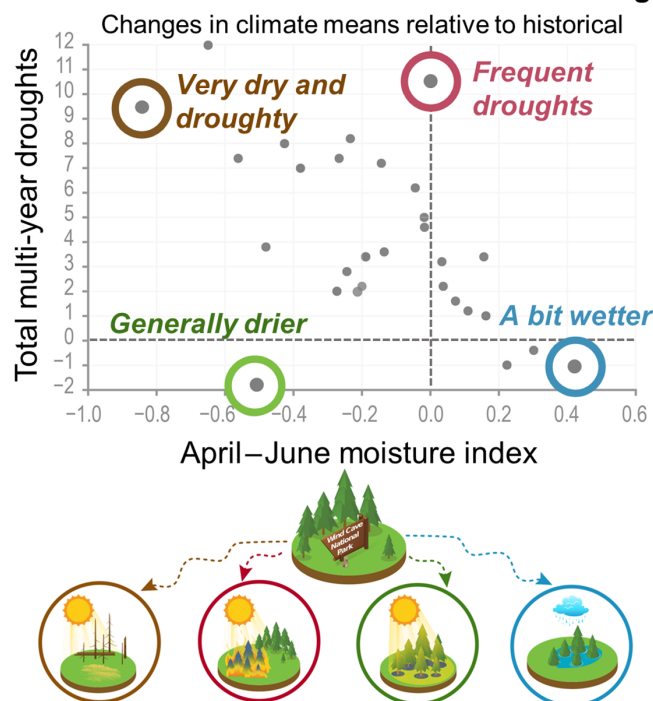 Changes in climate means relative to historical
Total multi-year droughts
12
11
10
9
8
7
6
5
4
3
2
1
0
−1
−2
Very dry and
droughty
Frequent
droughts
Generally drier
A bit wetter
−1.0 −0.8 −0.6 −0.4 −0.2 0.0 0.2 0.4 0.6
April–June moisture index
Wind Cave
National
Park